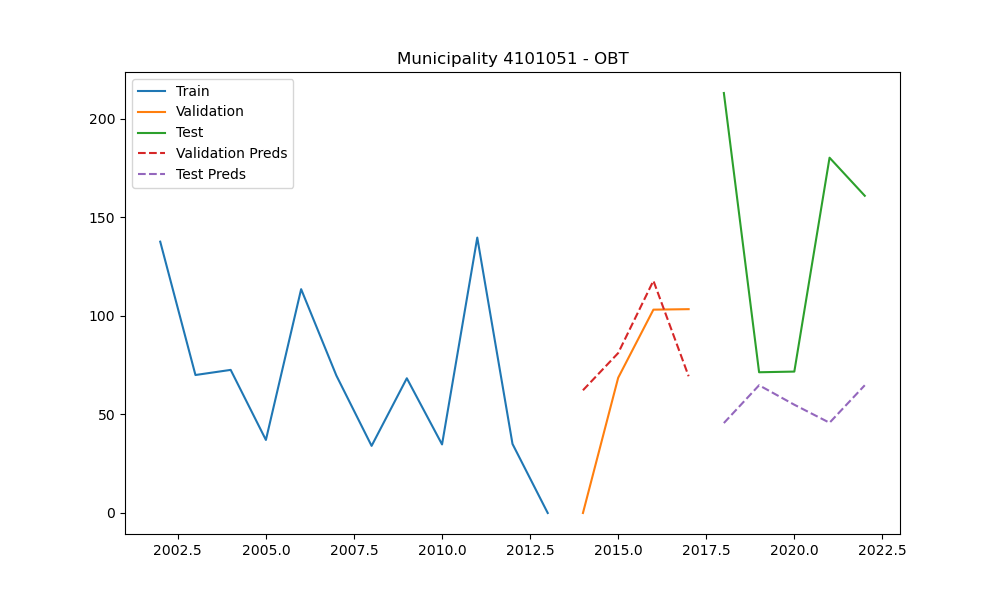 Municipality 4101051 - OBT
Train
Validation
Test
Validation Preds
Test Preds
200
150
100
50
0
2002.5 2005.0 2007.5 2010.0 2012.5 2015.0 2017.5 2020.0 2022.5